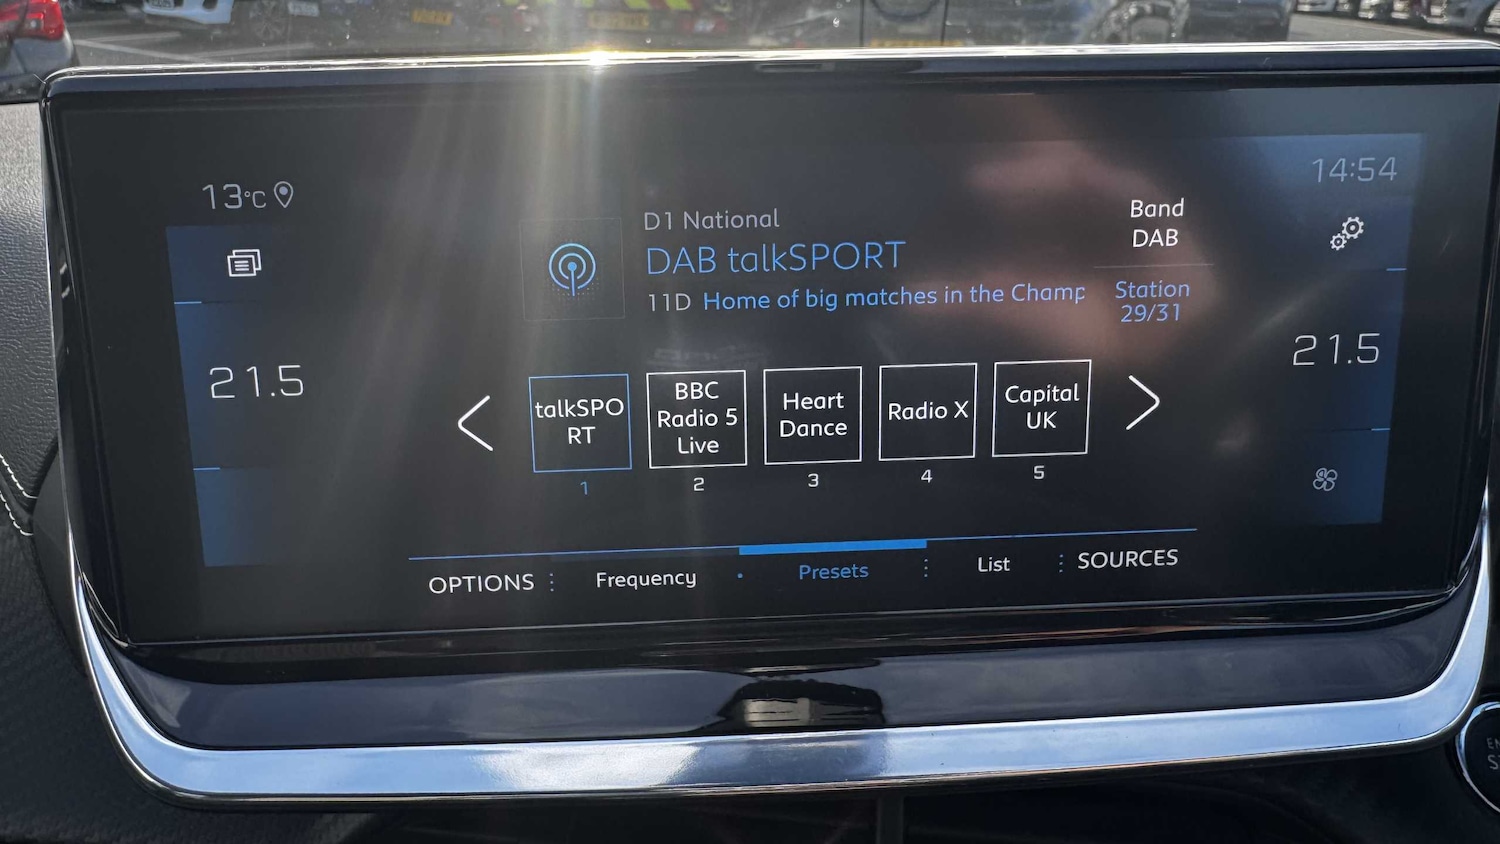 13°C
14:54
D1 National
DAB talkSPORT
11D Home of big matches in the Champ
Band
DAB
Station
29/31
21.5
21.5
talkSPO
RT
1
BBC
Radio 5
Live
2
Heart
Dance
3
Radio X
4
Capital
UK
5
OPTIONS
Frequency
Presets
List
SOURCES